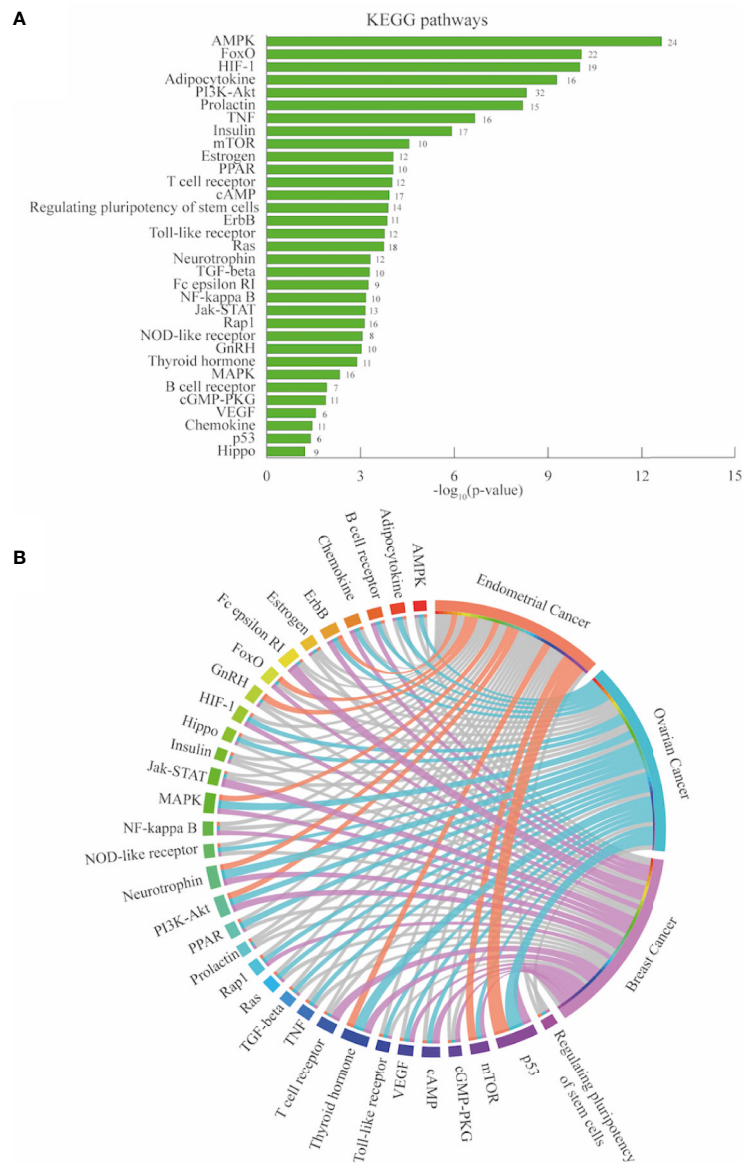 A
KEGG pathways
AMPK 24
FoxO 22
HIF-1 19
Adipocytokine 16
PI3K-Akt 32
Prolactin 15
TNF 16
Insulin 17
mTOR 10
Estrogen 12
PPAR 10
T cell receptor 12
cAMP 17
Regulating pluripotency of stem cells 14
ErbB 11
Toll-like receptor 12
Ras 18
Neurotrophin 12
TGF-beta 10
Fc epsilon RI 9
NF-kappa B 10
Jak-STAT 13
Rap1 16
NOD-like receptor 8
GnRH 10
Thyroid hormone 11
MAPK 16
B cell receptor 7
cGMP-PKG 11
VEGF 6
Chemokine 11
p53 6
Hippo 9
0 3 6 9 12 15
-log10(p-value)
B
AMPK
Adipocytokine
B cell receptor
Chemokine
ErbB
Estrogen
Fc epsilon RI
FoxO
GnRH
HIF-1
Hippo
Insulin
Jak-STAT
MAPK
NF-kappa B
NOD-like receptor
Neurotrophin
PI3K-Akt
PPAR
Prolactin
Rap1
Ras
TGF-beta
TNF
T cell receptor
Thyroid hormone
Toll-like receptor
VEGF
cAMP
cGMP-PKG
mTOR
p53
Regulating pluripotency
of stem cells
Breast Cancer
Ovarian Cancer
Endometrial Cancer